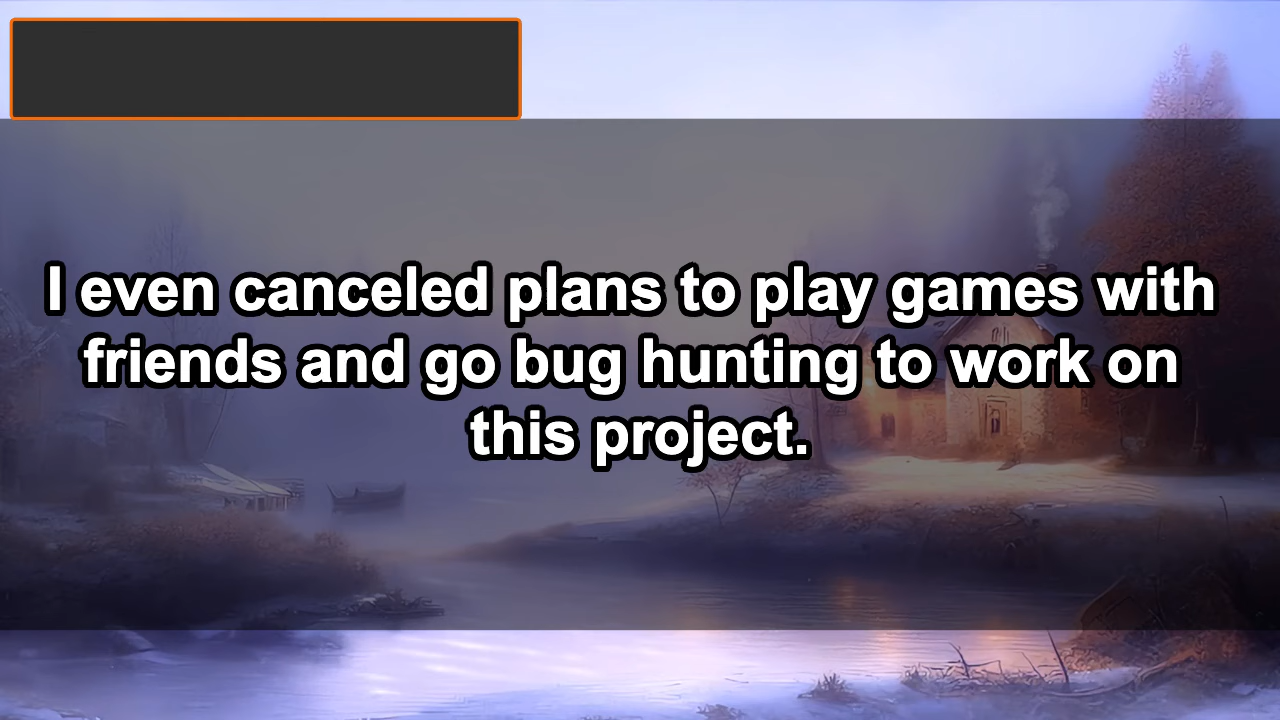 I even canceled plans to play games with
friends and go bug hunting to work on
this project.